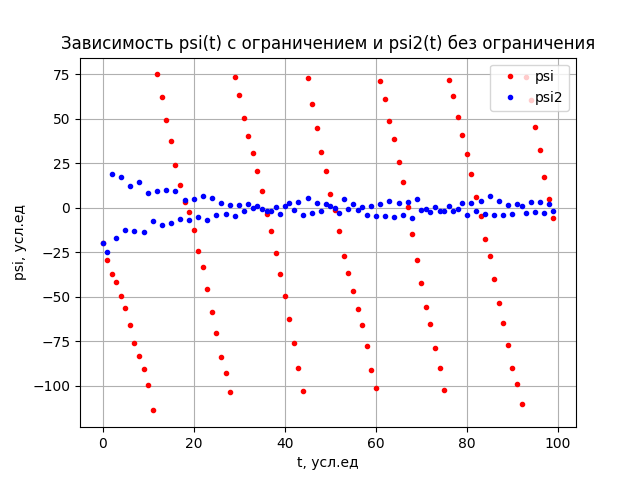 Зависимость psi(t) с ограничением и psi2(t) без ограничения
psi, усл.ед
75
50
25
0
−25
−50
−75
−100
psi
psi2
0
20
40
60
80
100
t, усл.ед